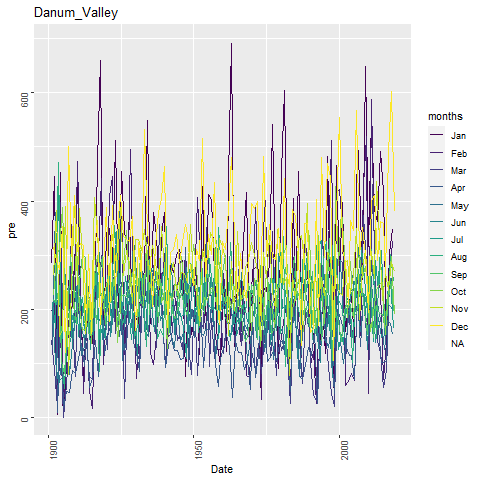 Danum_Valley
pre
600
400
200
0
1900
1950
2000
Date
months
Jan
Feb
Mar
Apr
May
Jun
Jul
Aug
Sep
Oct
Nov
Dec
NA